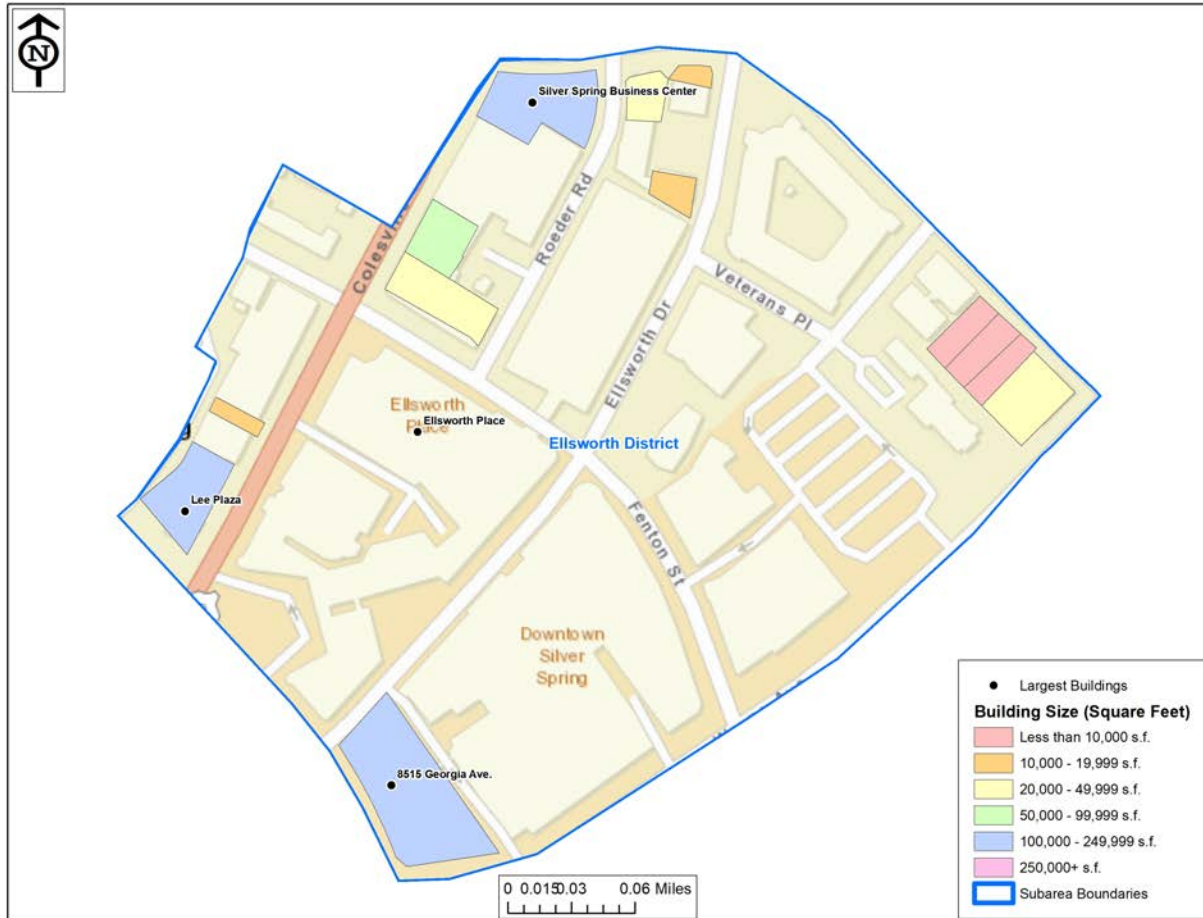 N
Silver Spring Business Center
Colesvil
Roeder Rd
Ellsworth Dr
Veterans Pl
Ellsworth
Place
Ellsworth Place
Ellsworth District
Lee Plaza
Fenton St
Downtown
Silver
Spring
8515 Georgia Ave.
Largest Buildings
Building Size (Square Feet)
Less than 10,000 s.f.
10,000 - 19,999 s.f.
20,000 - 49,999 s.f.
50,000 - 99,999 s.f.
100,000 - 249,999 s.f.
250,000+ s.f.
Subarea Boundaries
0 0.015 0.03 0.06 Miles